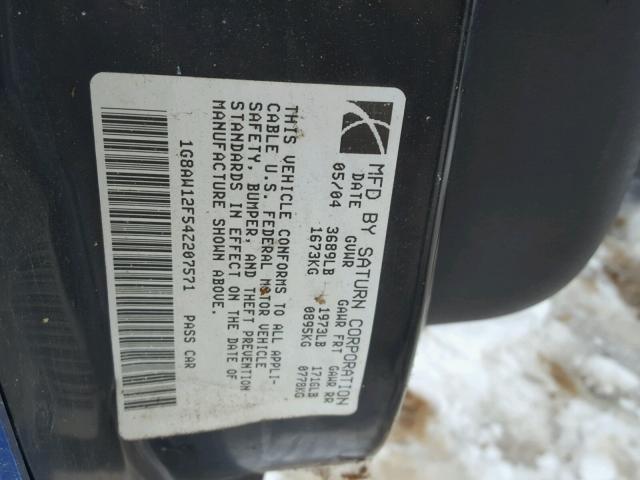 MFD BY SATURN CORPORATION
DATE GVWR GAWR FRT GAWR RR
05/04 3689LB 1973LB 1716LB
1673KG 0895KG 0778KG
THIS VEHICLE CONFORMS TO ALL APPLI-
CABLE U.S. FEDERAL MOTOR VEHICLE
SAFETY, BUMPER, AND THEFT PREVENTION
STANDARDS IN EFFECT ON THE DATE OF
MANUFACTURE SHOWN ABOVE.
1G8AW12F54Z207571 PASS CAR